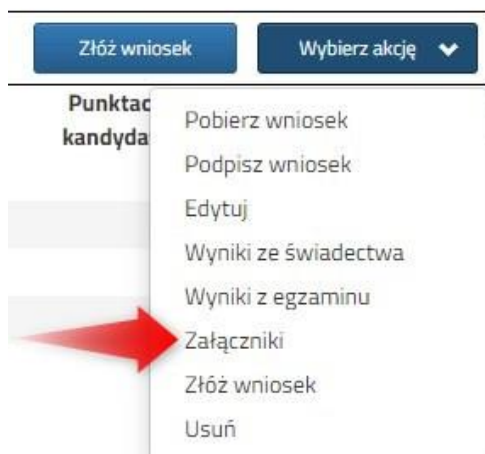 Złóż wniosek
Wybierz akcję
Punktac
kandyda
Pobierz wniosek
Podpisz wniosek
Edytuj
Wyniki ze świadectwa
Wyniki z egzaminu
Załączniki
Złóż wniosek
Usuń